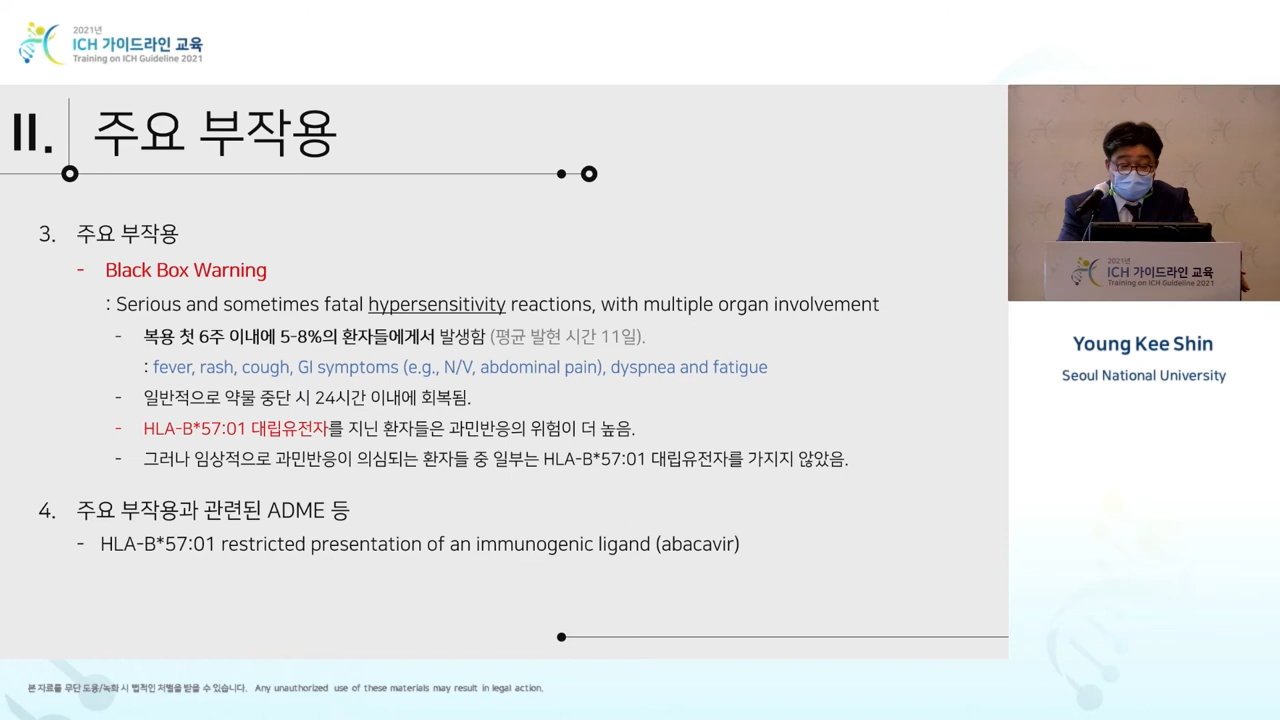 2021년
ICH 가이드라인 교육
Training on ICH Guideline 2021
II. 주요 부작용
3. 주요 부작용
- Black Box Warning
: Serious and sometimes fatal hypersensitivity reactions, with multiple organ involvement
- 복용 첫 6주 이내에 5-8%의 환자들에게서 발생함 (평균 발현 시간 11일).
: fever, rash, cough, GI symptoms (e.g., N/V, abdominal pain), dyspnea and fatigue
- 일반적으로 약물 중단 시 24시간 이내에 회복됨.
- HLA-B*57:01 대립유전자를 지닌 환자들은 과민반응의 위험이 더 높음.
- 그러나 임상적으로 과민반응이 의심되는 환자들 중 일부는 HLA-B*57:01 대립유전자를 가지지 않았음.
4. 주요 부작용과 관련된 ADME 등
- HLA-B*57:01 restricted presentation of an immunogenic ligand (abacavir)
2021년
ICH 가이드라인 교육
Training on ICH Guideline 2021
Young Kee Shin
Seoul National University
본 자료를 무단 도용/녹화 시 법적인 처벌을 받을 수 있습니다. Any unauthorized use of these materials may result in legal action.